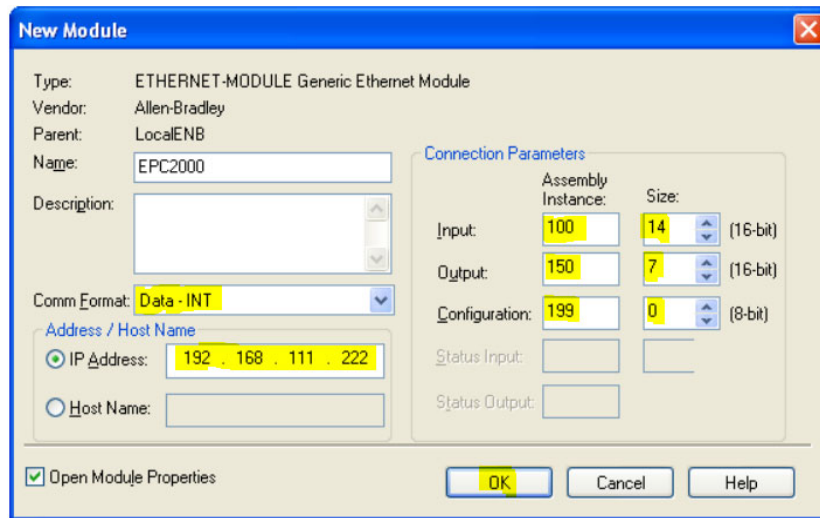 New Module
Type: ETHERNET-MODULE Generic Ethernet Module
Vendor: Allen-Bradley
Parent: LocalENB
Name: EPC2000
Description:
Comm Format: Data - INT
Address / Host Name
IP Address: 192 . 168 . 111 . 222
Host Name:
Connection Parameters
Assembly Instance: Size:
Input: 100 14 (16-bit)
Output: 150 7 (16-bit)
Configuration: 199 0 (8-bit)
Status Input:
Status Output:
Open Module Properties
OK Cancel Help